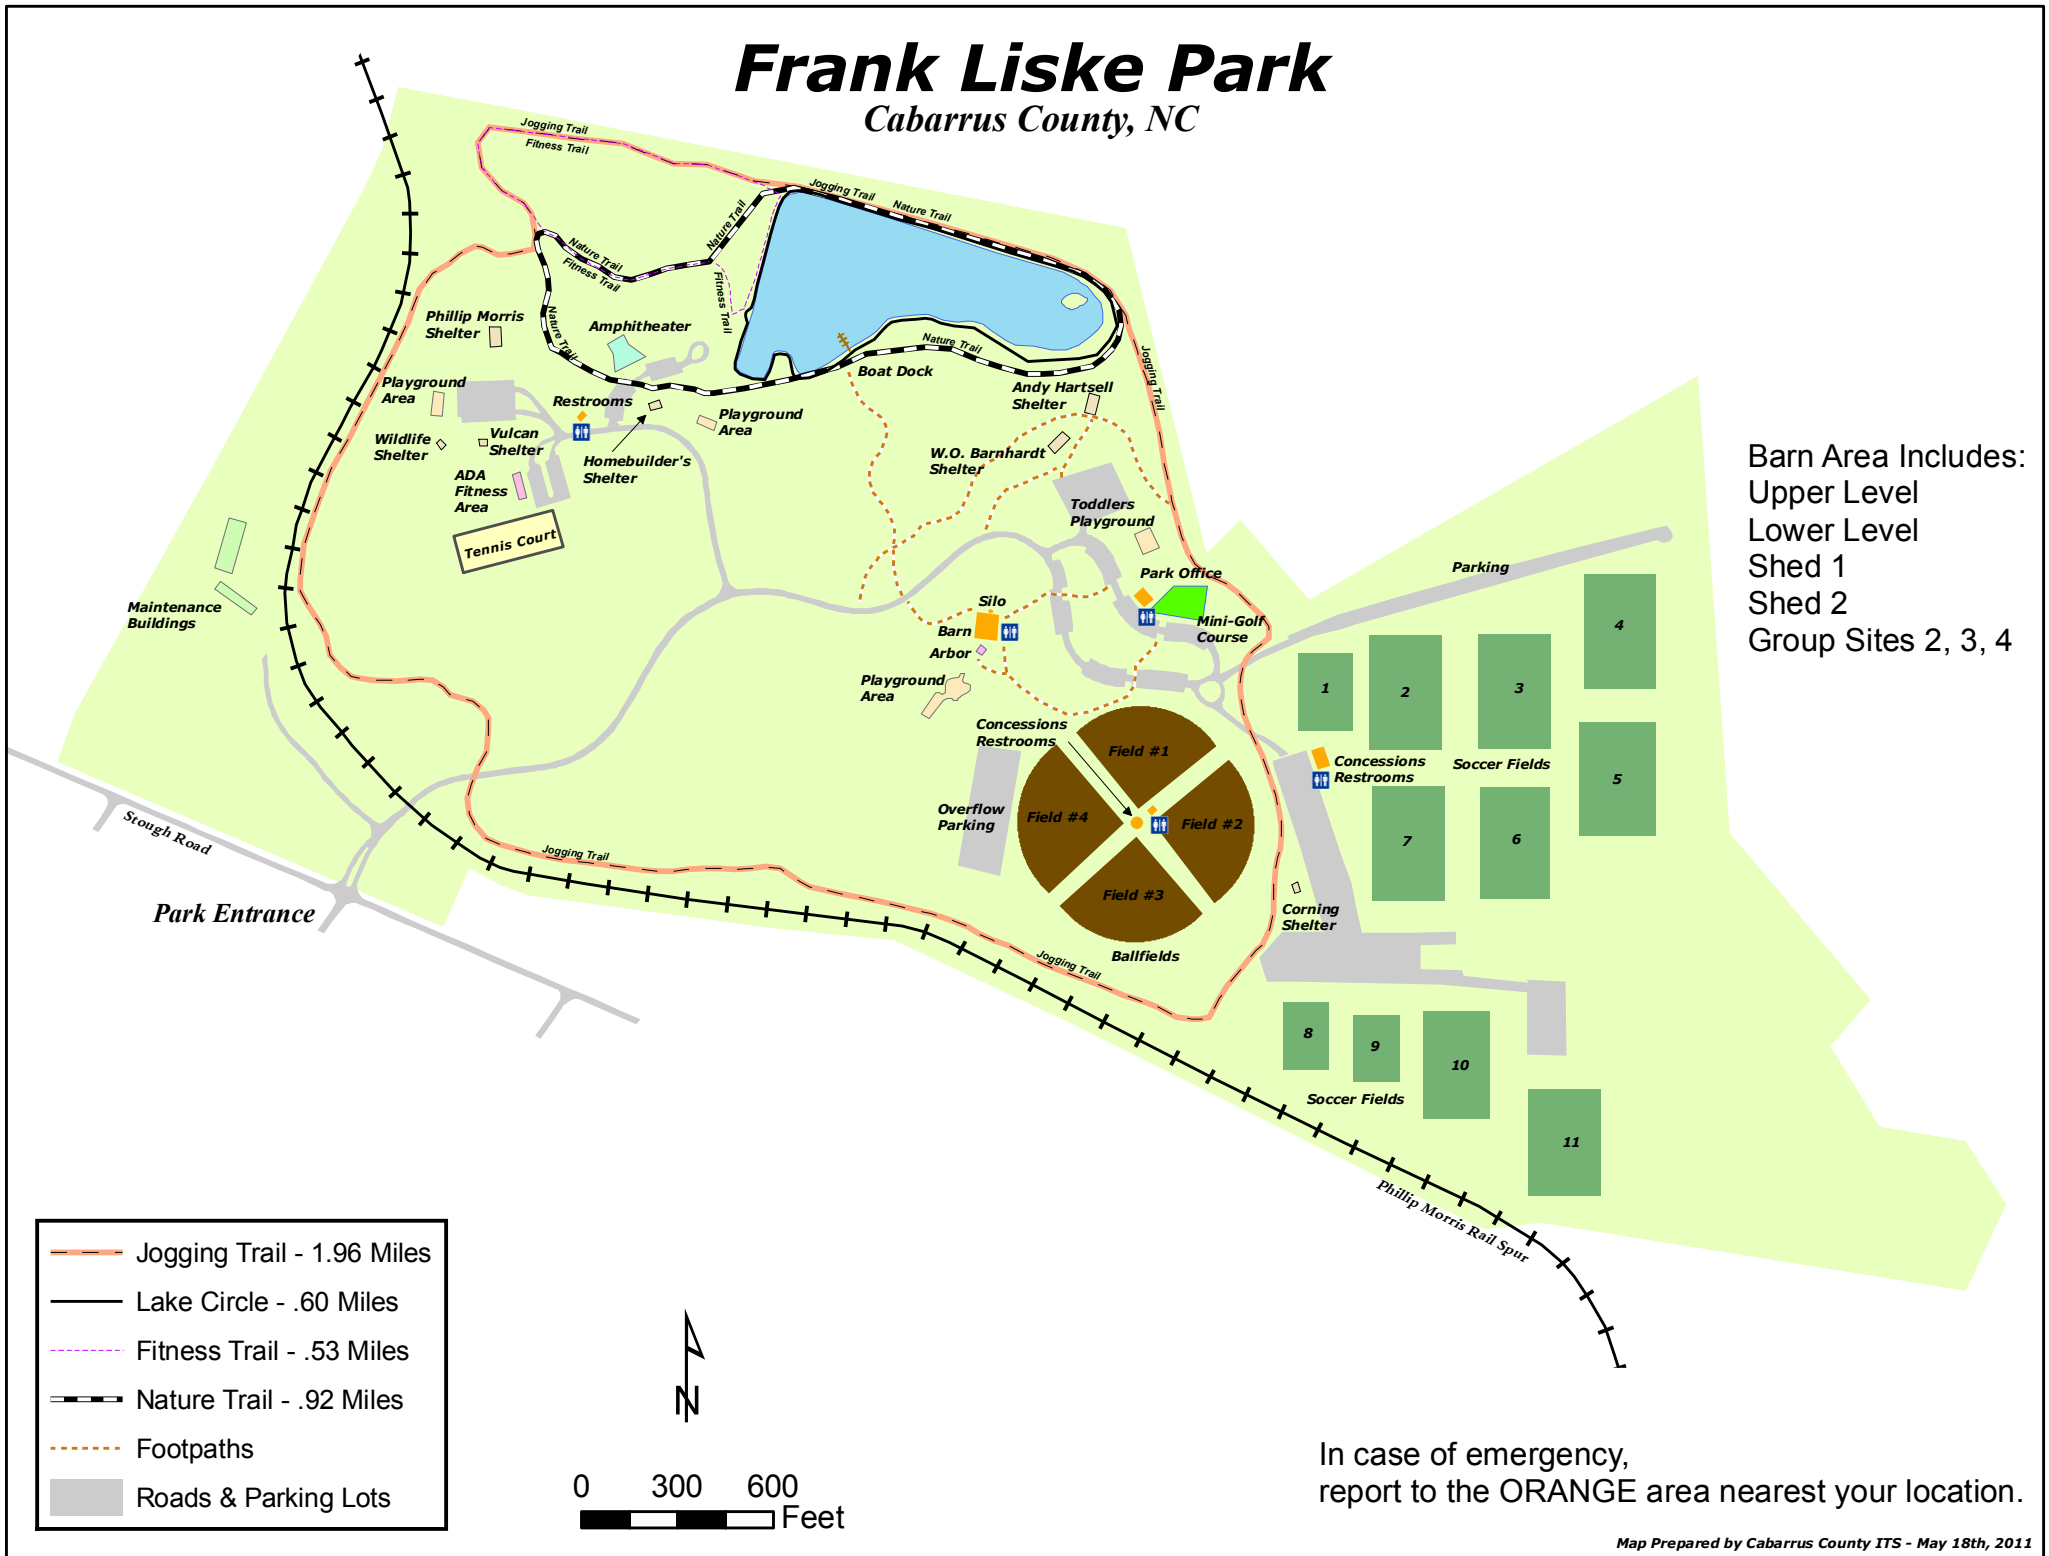 Frank Liske Park
Cabarrus County, NC
Jogging Trail
Fitness Trail
Jogging Trail
Nature Trail
Nature Trail
Nature Trail
Fitness Trail
Fitness Trail
Nature Trail
Nature Trail
Jogging Trail
Phillip Morris
Shelter
Amphitheater
Boat Dock
Playground
Area
Restrooms
Playground
Area
Andy Hartsell
Shelter
Wildlife
Shelter
Vulcan
Shelter
Homebuilder's
Shelter
W.O. Barnhardt
Shelter
ADA
Fitness
Area
Tennis Court
Toddlers
Playground
Park Office
Mini-Golf
Course
Parking
Maintenance
Buildings
Silo
Barn
Arbor
Playground
Area
Concessions
Restrooms
Overflow
Parking
Field #1
Field #2
Field #3
Field #4
Ballfields
Concessions
Restrooms
Soccer Fields
1
2
3
4
5
6
7
Corning
Shelter
8
9
10
11
Soccer Fields
Jogging Trail
Jogging Trail
Stough Road
Park Entrance
Phillip Morris Rail Spur
Barn Area Includes:
Upper Level
Lower Level
Shed 1
Shed 2
Group Sites 2, 3, 4
Jogging Trail - 1.96 Miles
Lake Circle - .60 Miles
Fitness Trail - .53 Miles
Nature Trail - .92 Miles
Footpaths
Roads & Parking Lots
N
0 300 600
Feet
In case of emergency,
report to the ORANGE area nearest your location.
Map Prepared by Cabarrus County ITS - May 18th, 2011